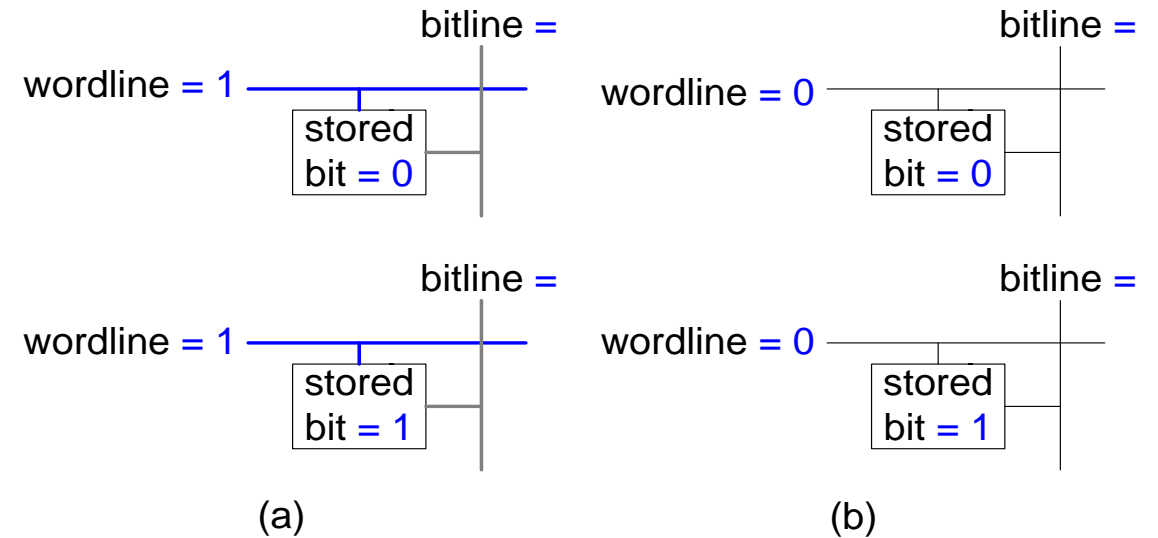 bitline =
wordline = 1
stored
bit = 0
bitline =
wordline = 0
stored
bit = 0
bitline =
wordline = 1
stored
bit = 1
bitline =
wordline = 0
stored
bit = 1
(a)
(b)